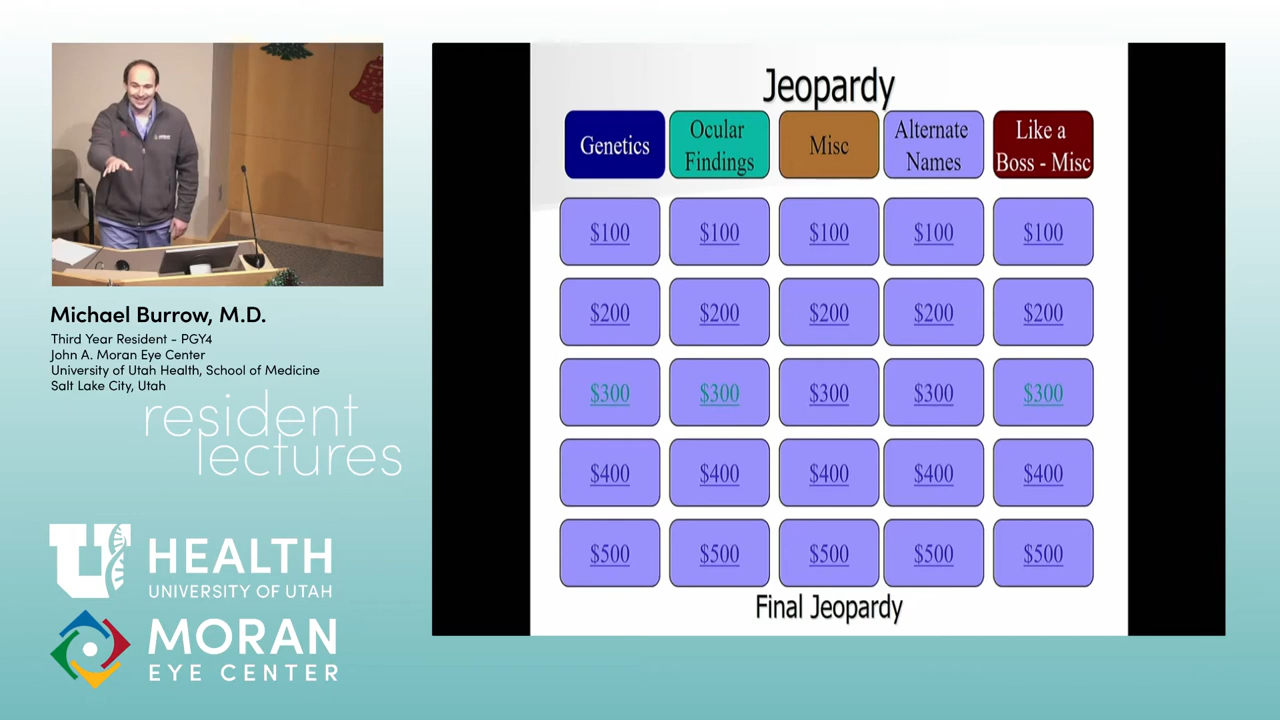 Michael Burrow, M.D.
Third Year Resident - PGY4
John A. Moran Eye Center
University of Utah Health, School of Medicine
Salt Lake City, Utah
resident
lectures
U HEALTH
UNIVERSITY OF UTAH
MORAN
EYE CENTER
Jeopardy
Genetics
Ocular
Findings
Misc
Alternate
Names
Like a
Boss - Misc
$100 $100 $100 $100 $100
$200 $200 $200 $200 $200
$300 $300 $300 $300 $300
$400 $400 $400 $400 $400
$500 $500 $500 $500 $500
Final Jeopardy